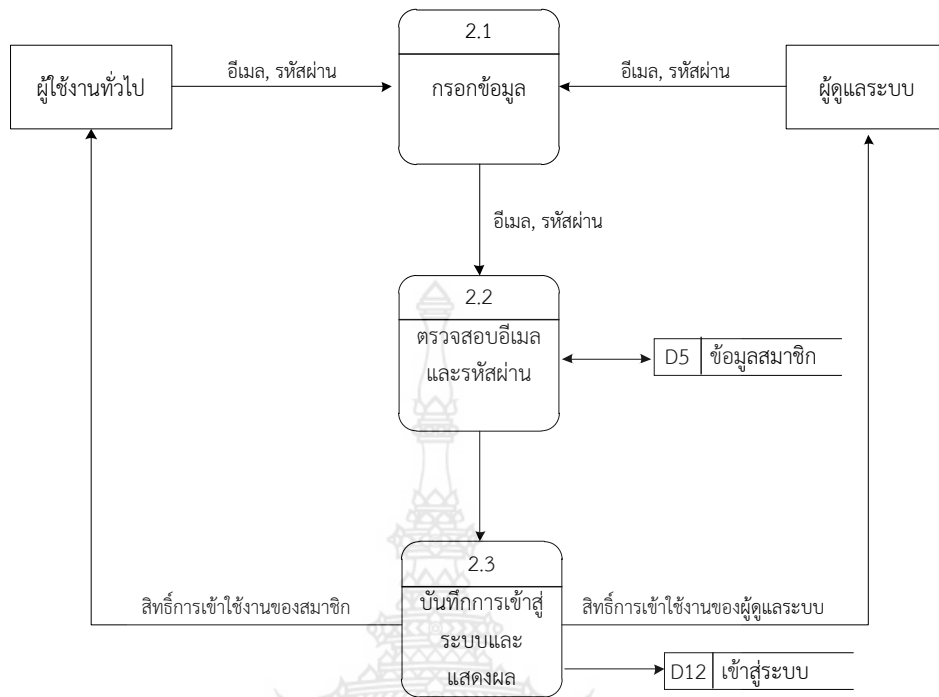 2.1
กรอกข้อมูล
ผู้ใช้งานทั่วไป
อีเมล, รหัสผ่าน
อีเมล, รหัสผ่าน
ผู้ดูแลระบบ
อีเมล, รหัสผ่าน
2.2
ตรวจสอบอีเมล
และรหัสผ่าน
D5 ข้อมูลสมาชิก
2.3
บันทึกการเข้าสู่
ระบบและ
แสดงผล
สิทธิ์การเข้าใช้งานของสมาชิก
สิทธิ์การเข้าใช้งานของผู้ดูแลระบบ
D12 เข้าสู่ระบบ